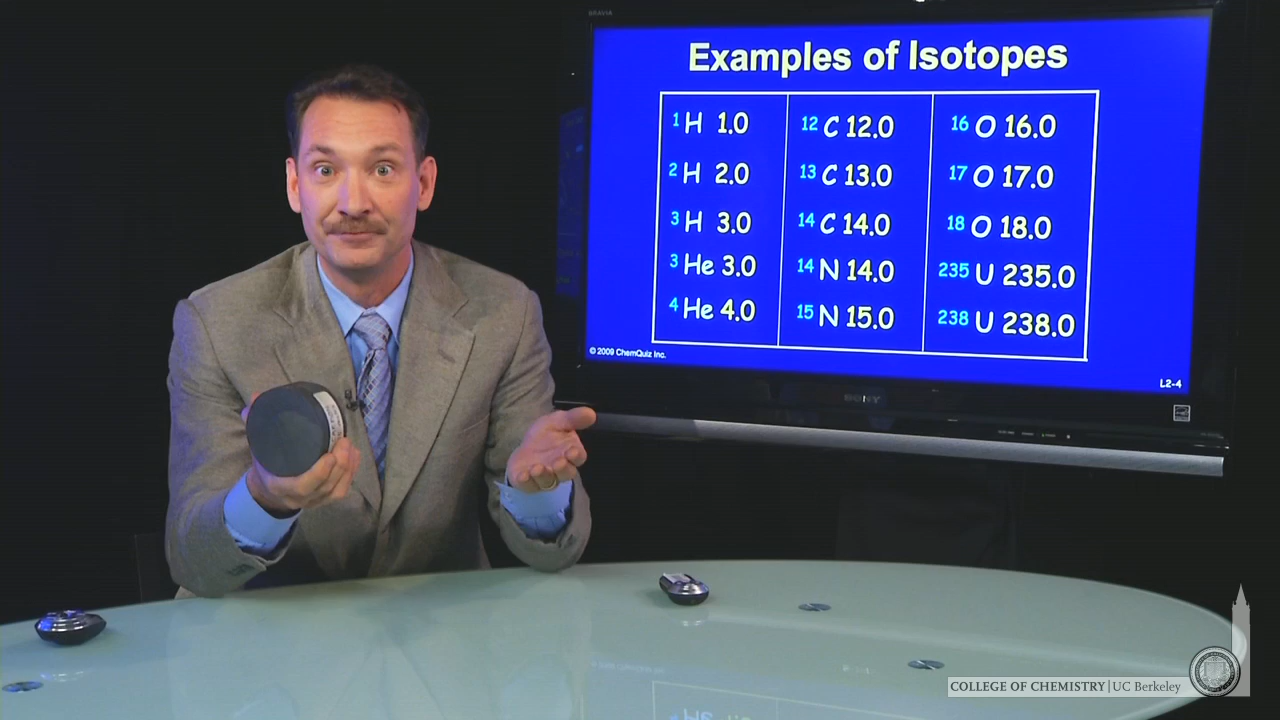 BRAVIA
Examples of Isotopes
¹H 1.0
²H 2.0
³H 3.0
³He 3.0
⁴He 4.0
¹²C 12.0
¹³C 13.0
¹⁴C 14.0
¹⁴N 14.0
¹⁵N 15.0
¹⁶O 16.0
¹⁷O 17.0
¹⁸O 18.0
²³⁵U 235.0
²³⁸U 238.0
© 2009 ChemQuiz Inc.
L2-4
SONY
COLLEGE OF CHEMISTRY | UC Berkeley